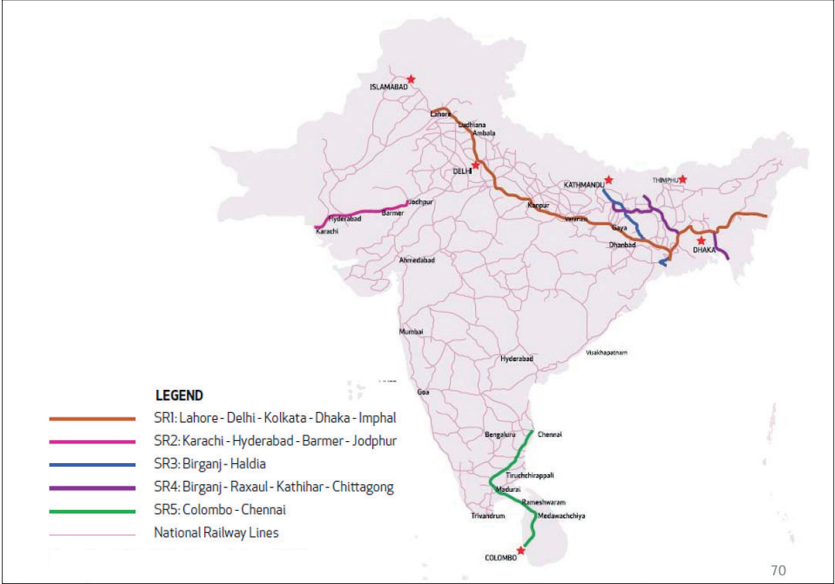 ISLAMABAD
Lahore
Ludhiana
Ambala
DELHI
KATHMANDU
THIMPHU
Jodhpur
Kanpur
Barmer
Hyderabad
Gaya
Karachi
Dhanbad
DHAKA
Ahmedabad
Mumbai
Visakhapatnam
Hyderabad
Goa
LEGEND
SR1: Lahore - Delhi - Kolkata - Dhaka - Imphal
SR2: Karachi - Hyderabad - Barmer - Jodphur
SR3: Birganj - Haldia
SR4: Birganj - Raxaul - Kathihar - Chittagong
SR5: Colombo - Chennai
National Railway Lines
Bengaluru
Chennai
Tiruchchirappali
Madurai
Rameshwaram
Trivandrum
Medawachchiya
COLOMBO
70